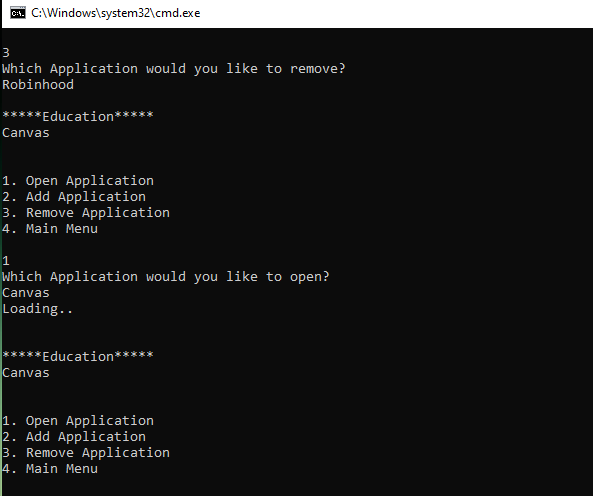 C:\Windows\system32\cmd.exe
3
Which Application would you like to remove?
Robinhood
*****Education*****
Canvas
1. Open Application
2. Add Application
3. Remove Application
4. Main Menu
1
Which Application would you like to open?
Canvas
Loading..
*****Education*****
Canvas
1. Open Application
2. Add Application
3. Remove Application
4. Main Menu